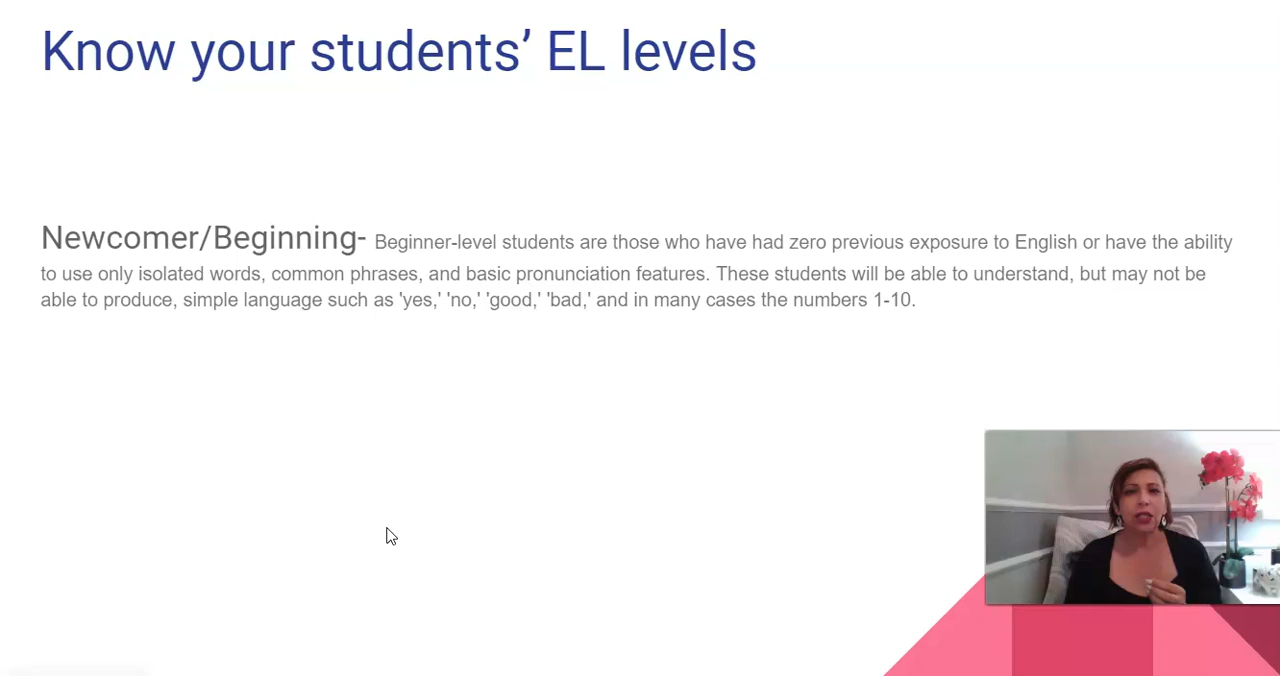 Know your students’ EL levels
Newcomer/Beginning- Beginner-level students are those who have had zero previous exposure to English or have the ability
to use only isolated words, common phrases, and basic pronunciation features. These students will be able to understand, but may not be
able to produce, simple language such as 'yes,' 'no,' 'good,' 'bad,' and in many cases the numbers 1-10.